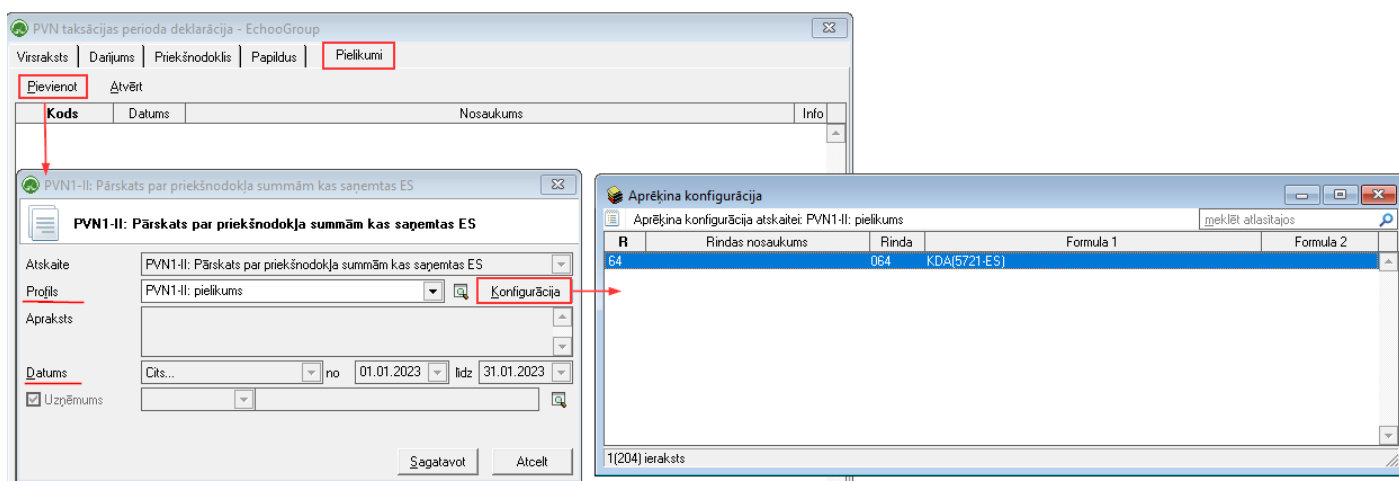 PVN taksācijas perioda deklarācija - EchooGroup
Virsraksts Darījums Priekšnodoklis Papildus Pielikumi
Pievienot Atvērt
Kods Datums Nosaukums Info
PVN1-II: Pārskats par priekšnodokļa summām kas saņemtas ES
PVN1-II: Pārskats par priekšnodokļa summām kas saņemtas ES
Atskaite PVN1-II: Pārskats par priekšnodokļa summām kas saņemtas ES
Profils PVN1-II: pielikums Konfigurācija
Apraksts
Datums Cits... no 01.01.2023 līdz 31.01.2023
Uzņēmums
Sagatavot Atcelt
Aprēķina konfigurācija
Aprēķina konfigurācija atskaitei: PVN1-II: pielikums meklēt atlasītajos
R Rindas nosaukums Rinda Formula 1 Formula 2
64 064 KDA(5721-ES)
1(204) ieraksts